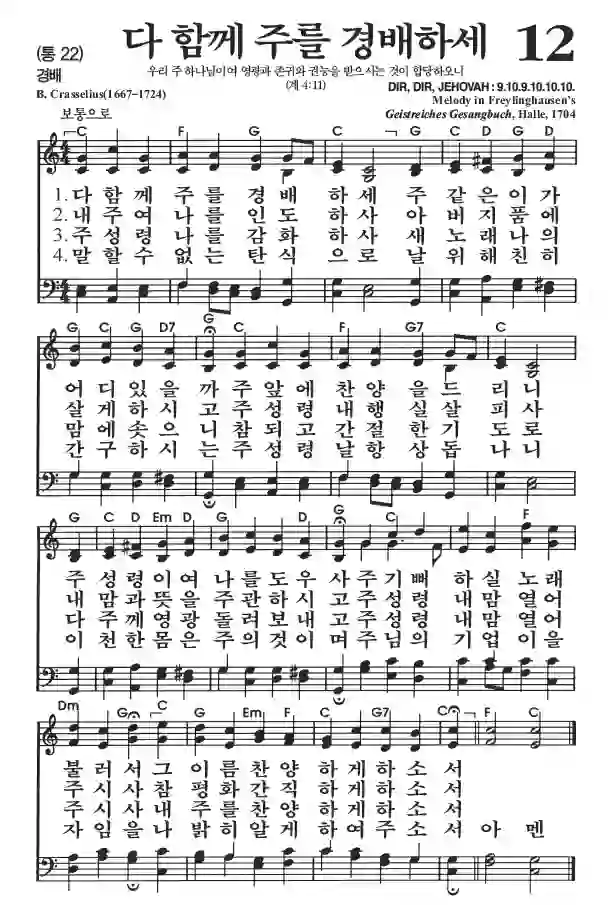 다 함께 주를 경배하세 12
(통 22)
우리 주 하나님이여 영광과 존귀와 권능을 받으시는 것이 합당하오니
경배
(계 4:11)
DIR, DIR, JEHOVAH : 9.10.9.10.10.10.
B. Crasselius(1667-1724)
Melody in Freylinghausen's
보통으로
Geistreiches Gesangbuch, Halle, 1704
C F G C G C D G D
1. 다 함 께 주 를 경 배 하 세 주 같 은 이 가
2. 내 주 여 나 를 인 도 하 사 아 버 지 품 에
3. 주 성 령 나 를 감 화 하 사 새 노 래 나 의
4. 말 할 수 없 는 탄 식 으 로 날 위 해 친 히
G C G D7 G C F G7 C
어 디 있 을 까 주 앞 에 찬 양 을 드 리 니
살 게 하 시 고 주 성 령 내 행 실 살 피 사
맘 에 솟 으 니 참 되 고 간 절 한 기 도 로
간 구 하 시 는 주 성 령 날 항 상 돕 나 니
G C D Em D G D G C F
주 성 령 이 여 나 를 도 우 사 주 기 뻐 하 실 노 래
내 맘 과 뜻 을 주 관 하 시 고 주 성 령 내 맘 열 어
다 주 께 영 광 돌 려 보 내 고 주 성 령 내 맘 열 어
이 천 한 몸 은 주 의 것 이 며 주 님 의 기 업 이 을
Dm G C G Em F C G7 C F C
불 러 서 그 이 름 찬 양 하 게 하 소 서
주 시 사 참 평 화 간 직 하 게 하 소 서
주 시 사 내 주 를 찬 양 하 게 하 소 서
자 임 을 나 밝 히 알 게 하 여 주 소 서 아 멘